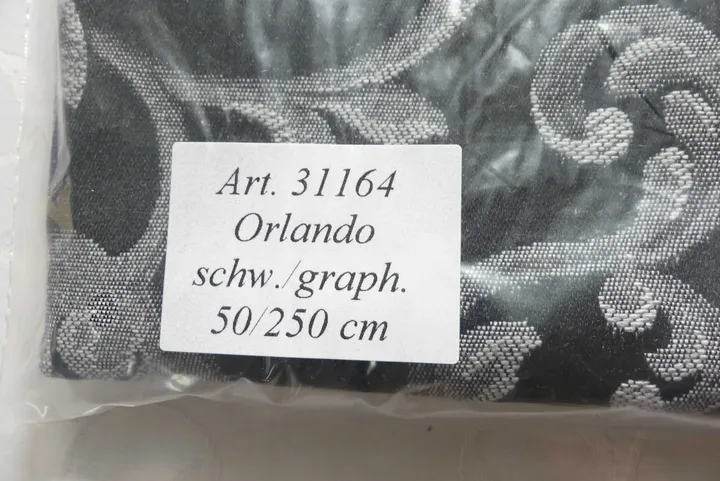 Art. 31164
Orlando
schw./graph.
50/250 cm